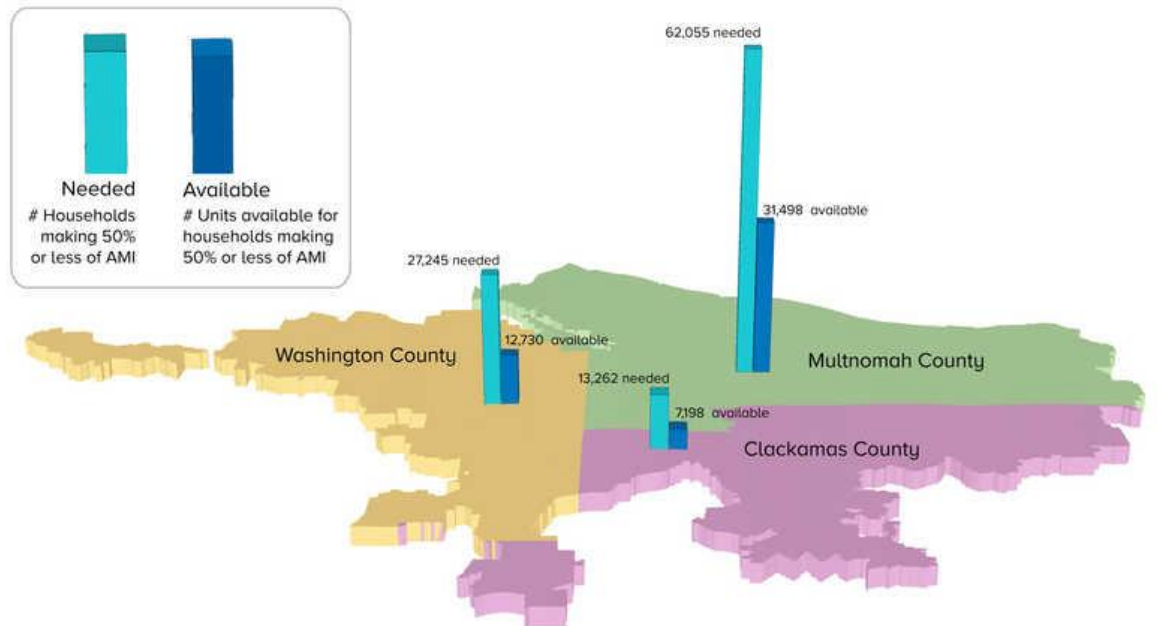 Needed
# Households
making 50%
or less of AMI
Available
# Units available for
households making
50% or less of AMI
62,055 needed
31,498 available
27,245 needed
12,730 available
Washington County
13,262 needed
7,198 available
Multnomah County
Clackamas County